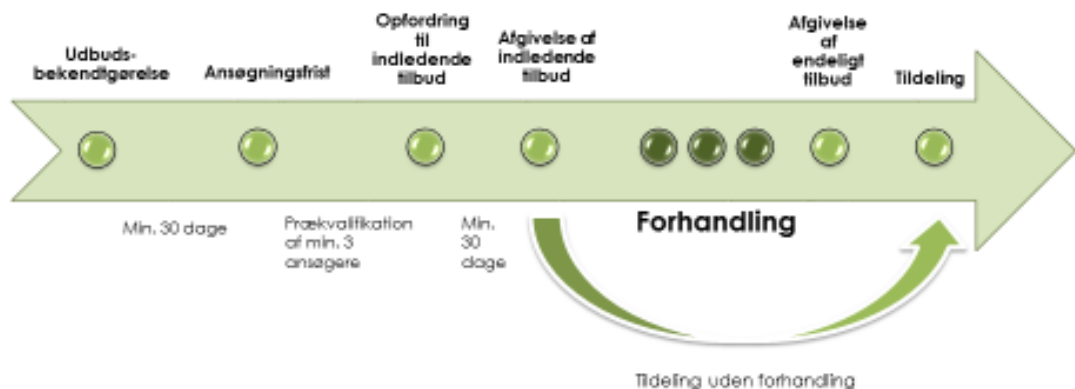 Udbuds-
bekendtgørelse
Ansøgningsfrist
Opfordring
til
indledende
tilbud
Afgivelse af
indledende
tilbud
Afgivelse
af
endeligt
tilbud
Tildeling
Min. 30 dage
Prækvalifikation
af min. 3
ansøgere
Min.
30
dage
Forhandling
Tildeling uden forhandling